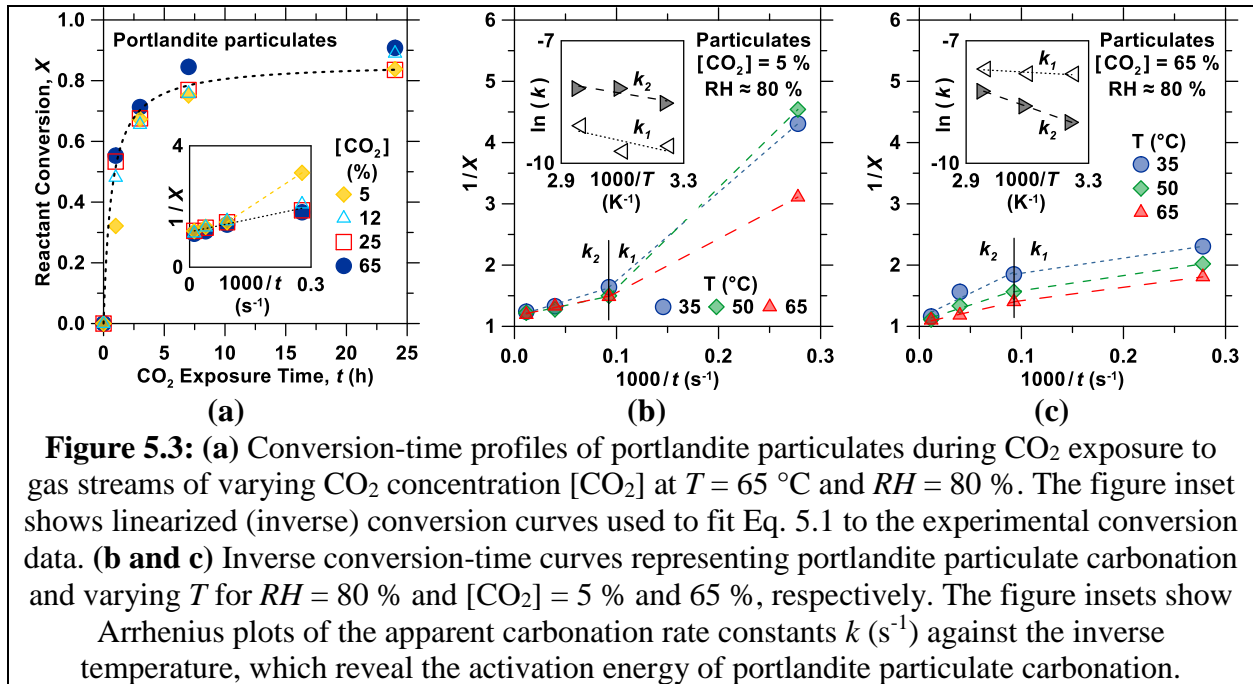 Reactant Conversion, X
1.0
0.8
0.6
0.4
0.2
0.0
Portlandite particulates
[CO₂]
(%)
5
12
25
65
1 / X
4
1
0
0
0.3
1000/ t
(s⁻¹)
0 5 10 15 20 25
CO₂ Exposure Time, t (h)
(a)
1/X
6
5
4
3
2
1
Particulates
[CO₂] = 5 %
RH ≈ 80 %
ln (k)
-7
-10
k₂
k₁
2.9
1000/T
3.3
(K⁻¹)
k₂ k₁
T (°C)
35 50 65
0.0 0.1 0.2 0.3
1000/t (s⁻¹)
(b)
1/X
6
5
4
3
2
1
Particulates
[CO₂] = 65 %
RH ≈ 80 %
ln (k)
-7
-10
k₁
k₂
2.9
1000/T
3.3
(K⁻¹)
T (°C)
35
50
65
k₂ k₁
0.0 0.1 0.2 0.3
1000/t (s⁻¹)
(c)
Figure 5.3: (a) Conversion-time profiles of portlandite particulates during CO₂ exposure to
gas streams of varying CO₂ concentration [CO₂] at T = 65 °C and RH = 80 %. The figure inset
shows linearized (inverse) conversion curves used to fit Eq. 5.1 to the experimental conversion
data. (b and c) Inverse conversion-time curves representing portlandite particulate carbonation
and varying T for RH = 80 % and [CO₂] = 5 % and 65 %, respectively. The figure insets show
Arrhenius plots of the apparent carbonation rate constants k (s⁻¹) against the inverse
temperature, which reveal the activation energy of portlandite particulate carbonation.